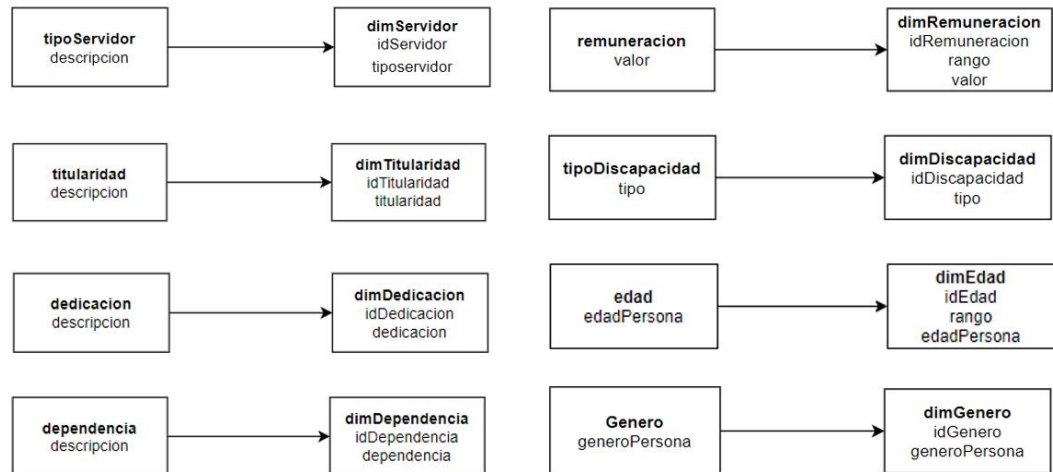 tipoServidor
descripcion
dimServidor
idServidor
tiposervidor
remuneracion
valor
dimRemuneracion
idRemuneracion
rango
valor
titularidad
descripcion
dimTitularidad
idTitularidad
titularidad
tipoDiscapacidad
tipo
dimDiscapacidad
idDiscapacidad
tipo
dedicacion
descripcion
dimDedicacion
idDedicacion
dedicacion
edad
edadPersona
dimEdad
idEdad
rango
edadPersona
dependencia
descripcion
dimDependencia
idDependencia
dependencia
Genero
generoPersona
dimGenero
idGenero
generoPersona